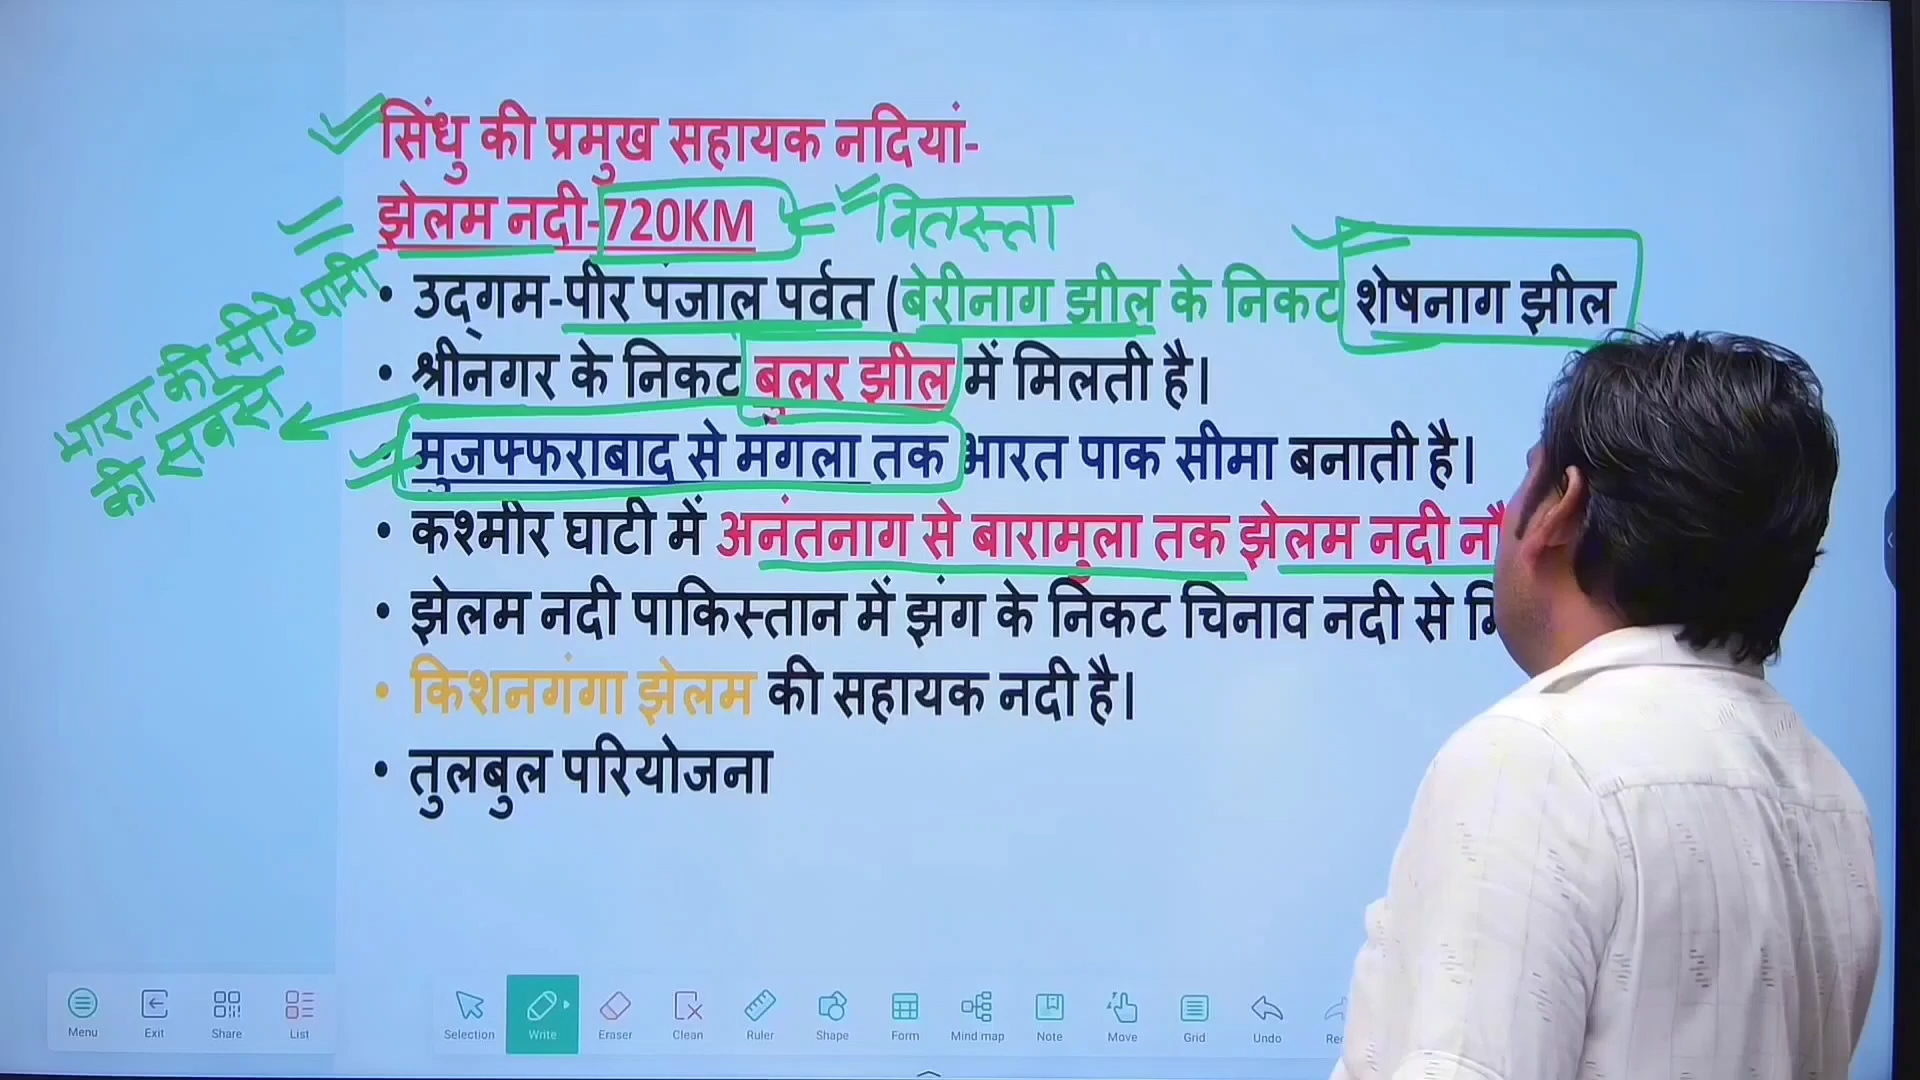 सिंधु की प्रमुख सहायक नदियां-
झेलम नदी-720KM
वितस्ता
• उद्गम-पीर पंजाल पर्वत (बेरीनाग झील के निकट शेषनाग झील
• श्रीनगर के निकट बुलर झील में मिलती है।
भारत की मीठे पानी
की सबसे
• मुजफ्फराबाद से मंगला तक भारत पाक सीमा बनाती है।
• कश्मीर घाटी में अनंतनाग से बारामुला तक झेलम नदी
• झेलम नदी पाकिस्तान में झंग के निकट चिनाव नदी से
• किशनगंगा झेलम की सहायक नदी है।
• तुलबुल परियोजना
Menu Exit Share List Selection Write Eraser Clean Ruler Shape Form Mind map Note Move Grid Undo